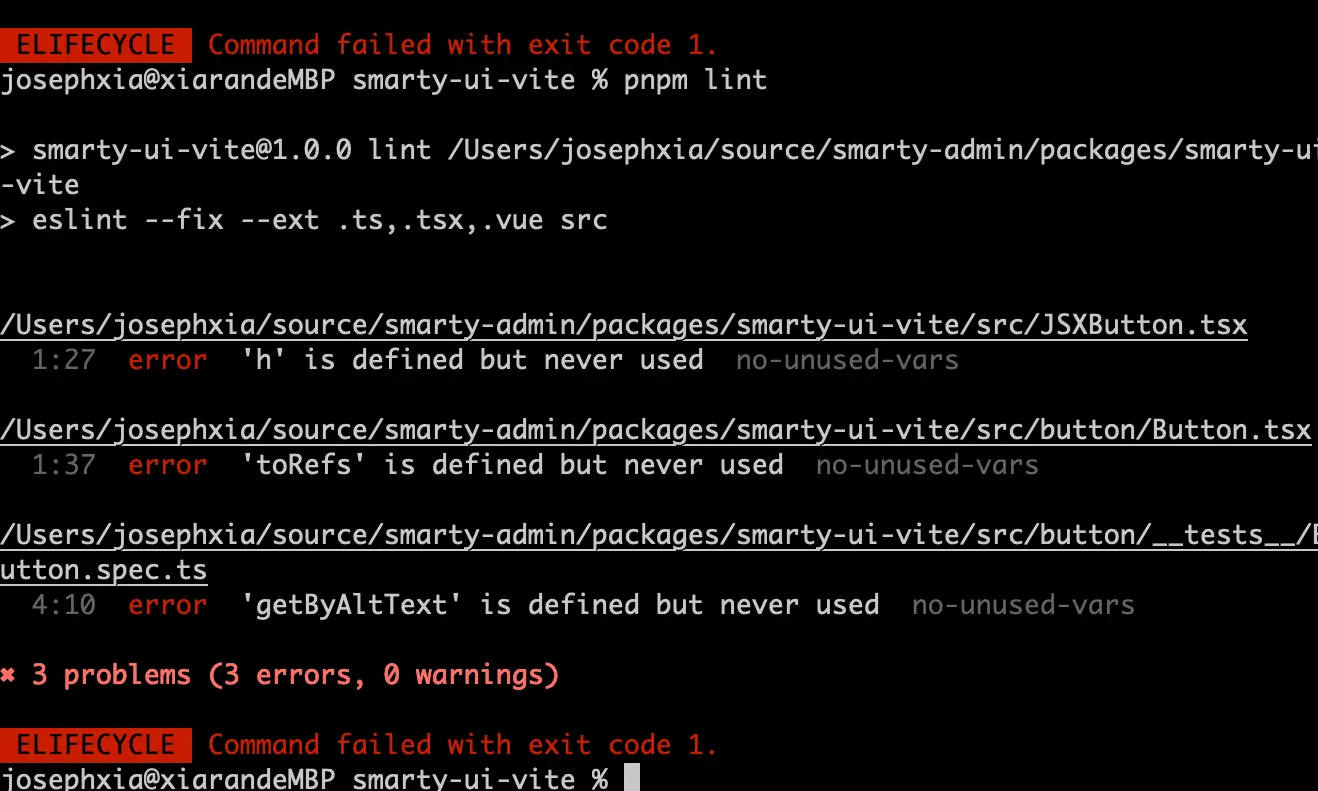 ELIFECYCLE  Command failed with exit code 1.
josephxia@xiarandeMBP smarty-ui-vite % pnpm lint
> smarty-ui-vite@1.0.0 lint /Users/josephxia/source/smarty-admin/packages/smarty-ui
-vite
> eslint --fix --ext .ts,.tsx,.vue src
/Users/josephxia/source/smarty-admin/packages/smarty-ui-vite/src/JSXButton.tsx
  1:27  error  'h' is defined but never used  no-unused-vars
/Users/josephxia/source/smarty-admin/packages/smarty-ui-vite/src/button/Button.tsx
  1:37  error  'toRefs' is defined but never used  no-unused-vars
/Users/josephxia/source/smarty-admin/packages/smarty-ui-vite/src/button/__tests__/B
utton.spec.ts
  4:10  error  'getByAltText' is defined but never used  no-unused-vars
✖ 3 problems (3 errors, 0 warnings)
ELIFECYCLE  Command failed with exit code 1.
josephxia@xiarandeMBP smarty-ui-vite %